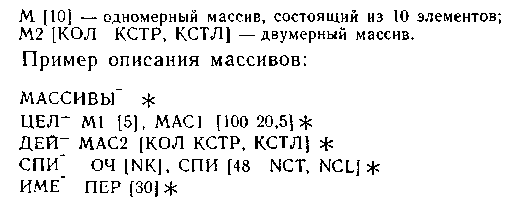 М [10] — одномерный массив, состоящий из 10 элементов;
М2 [КОЛ КСТР, КСТЛ] — двумерный массив.
Пример описания массивов:
МАССИВЫ¯ *
ЦЕЛ¯ М1 [5], МАС1 [100 20,5] *
ДЕЙ¯ МАС2 [КОЛ КСТР, КСТЛ] *
СПИ¯ ОЧ [NK], СПИ [48 NCT, NCL] *
ИМЕ¯ ПЕР [30] *